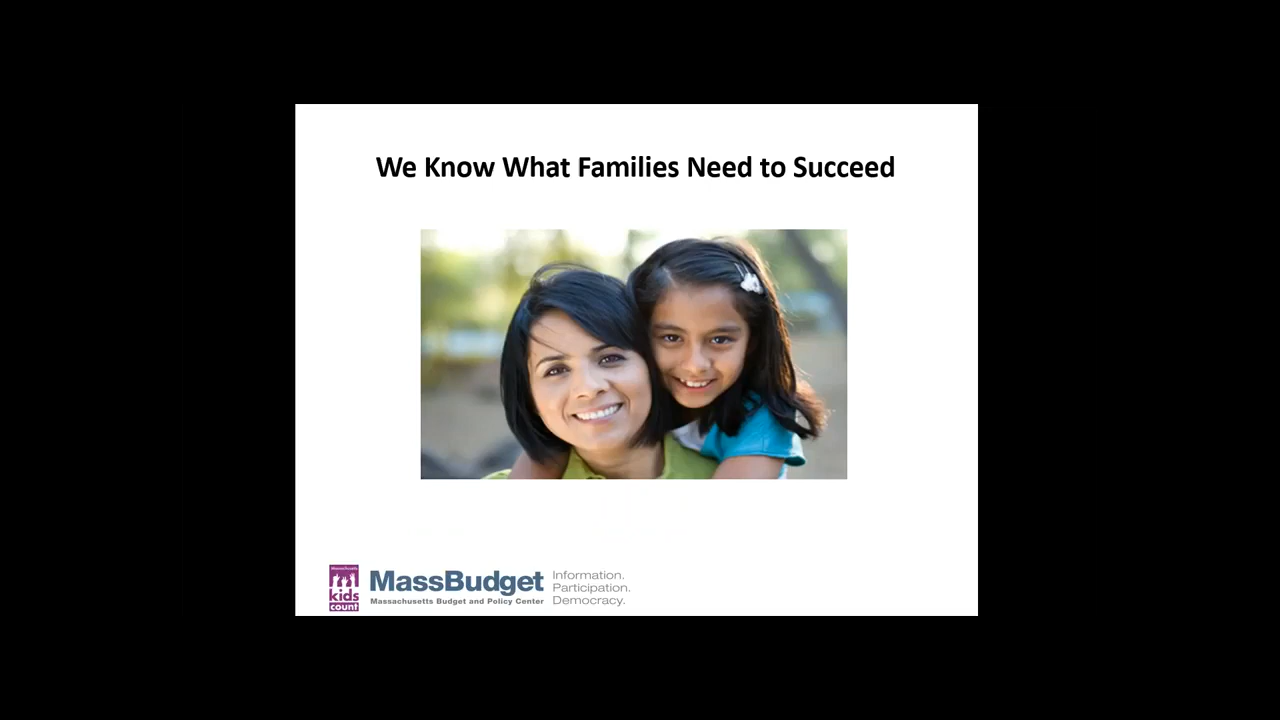 We Know What Families Need to Succeed
Massachusetts
kids
count
MassBudget
Massachusetts Budget and Policy Center
Information.
Participation.
Democracy.